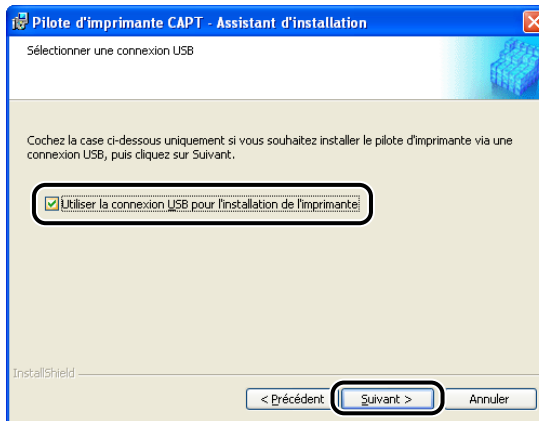 Pilote d'imprimante CAPT - Assistant d'installation
Sélectionner une connexion USB
Cochez la case ci-dessous uniquement si vous souhaitez installer le pilote d'imprimante via une
connexion USB, puis cliquez sur Suivant.
Utiliser la connexion USB pour l'installation de l'imprimante
InstallShield
< Précédent Suivant > Annuler